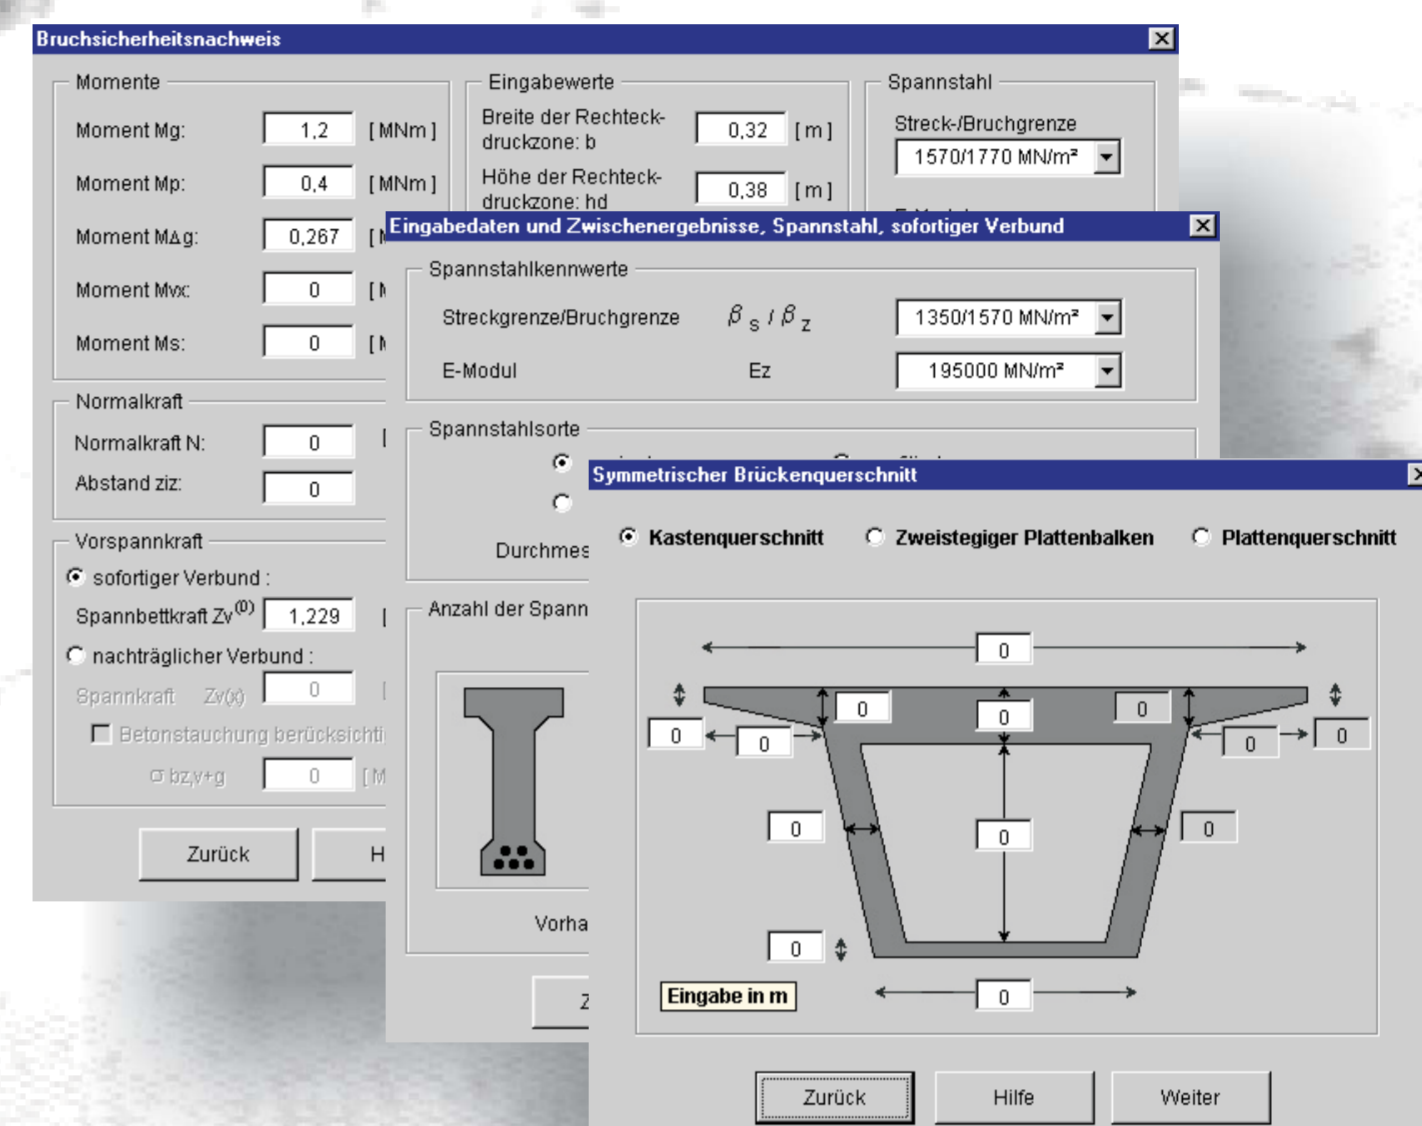 Bruchsicherheitsnachweis
Momente
Moment Mg: 1,2 [ MNm ]
Moment Mp: 0,4 [ MNm ]
Moment M∆g: 0,267
Moment Mvx: 0
Moment Ms: 0
Normalkraft
Normalkraft N: 0
Abstand ziz: 0
Vorspannkraft
sofortiger Verbund :
Spannbettkraft Zv(0) 1,229
nachträglicher Verbund :
Spannkraft Zv(x) 0
Betonstauchung
σ bz,v+g 0
Zurück
Eingabewerte
Breite der Rechteck-
druckzone: b 0,32 [ m ]
Höhe der Rechteck-
druckzone: hd 0,38 [ m ]
Spannstahl
Streck-/Bruchgrenze
1570/1770 MN/m²
Eingabedaten und Zwischenergebnisse, Spannstahl, sofortiger Verbund
Spannstahlkennwerte
Streckgrenze/Bruchgrenze β s / β z 1350/1570 MN/m²
E-Modul Ez 195000 MN/m²
Spannstahlsorte
Anzahl der
Symmetrischer Brückenquerschnitt
Kastenquerschnitt Zweistegiger Plattenbalken Plattenquerschnitt
0
0 0 0
0 0 0 0
0 0 0
0
0
Eingabe in m
Zurück Hilfe Weiter